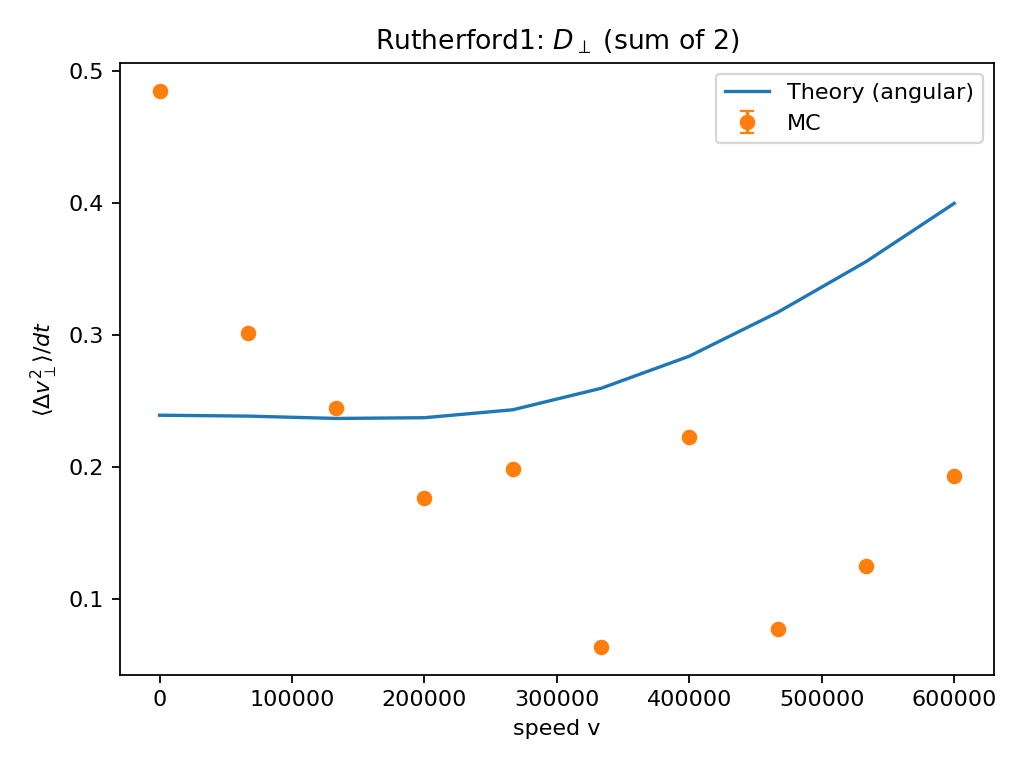 Rutherford1: $D_\perp$ (sum of 2)
Theory (angular)
MC
0.5
0.4
0.3
0.2
0.1
$\langle \Delta v_\perp^2 \rangle / dt$
0 100000 200000 300000 400000 500000 600000
speed v